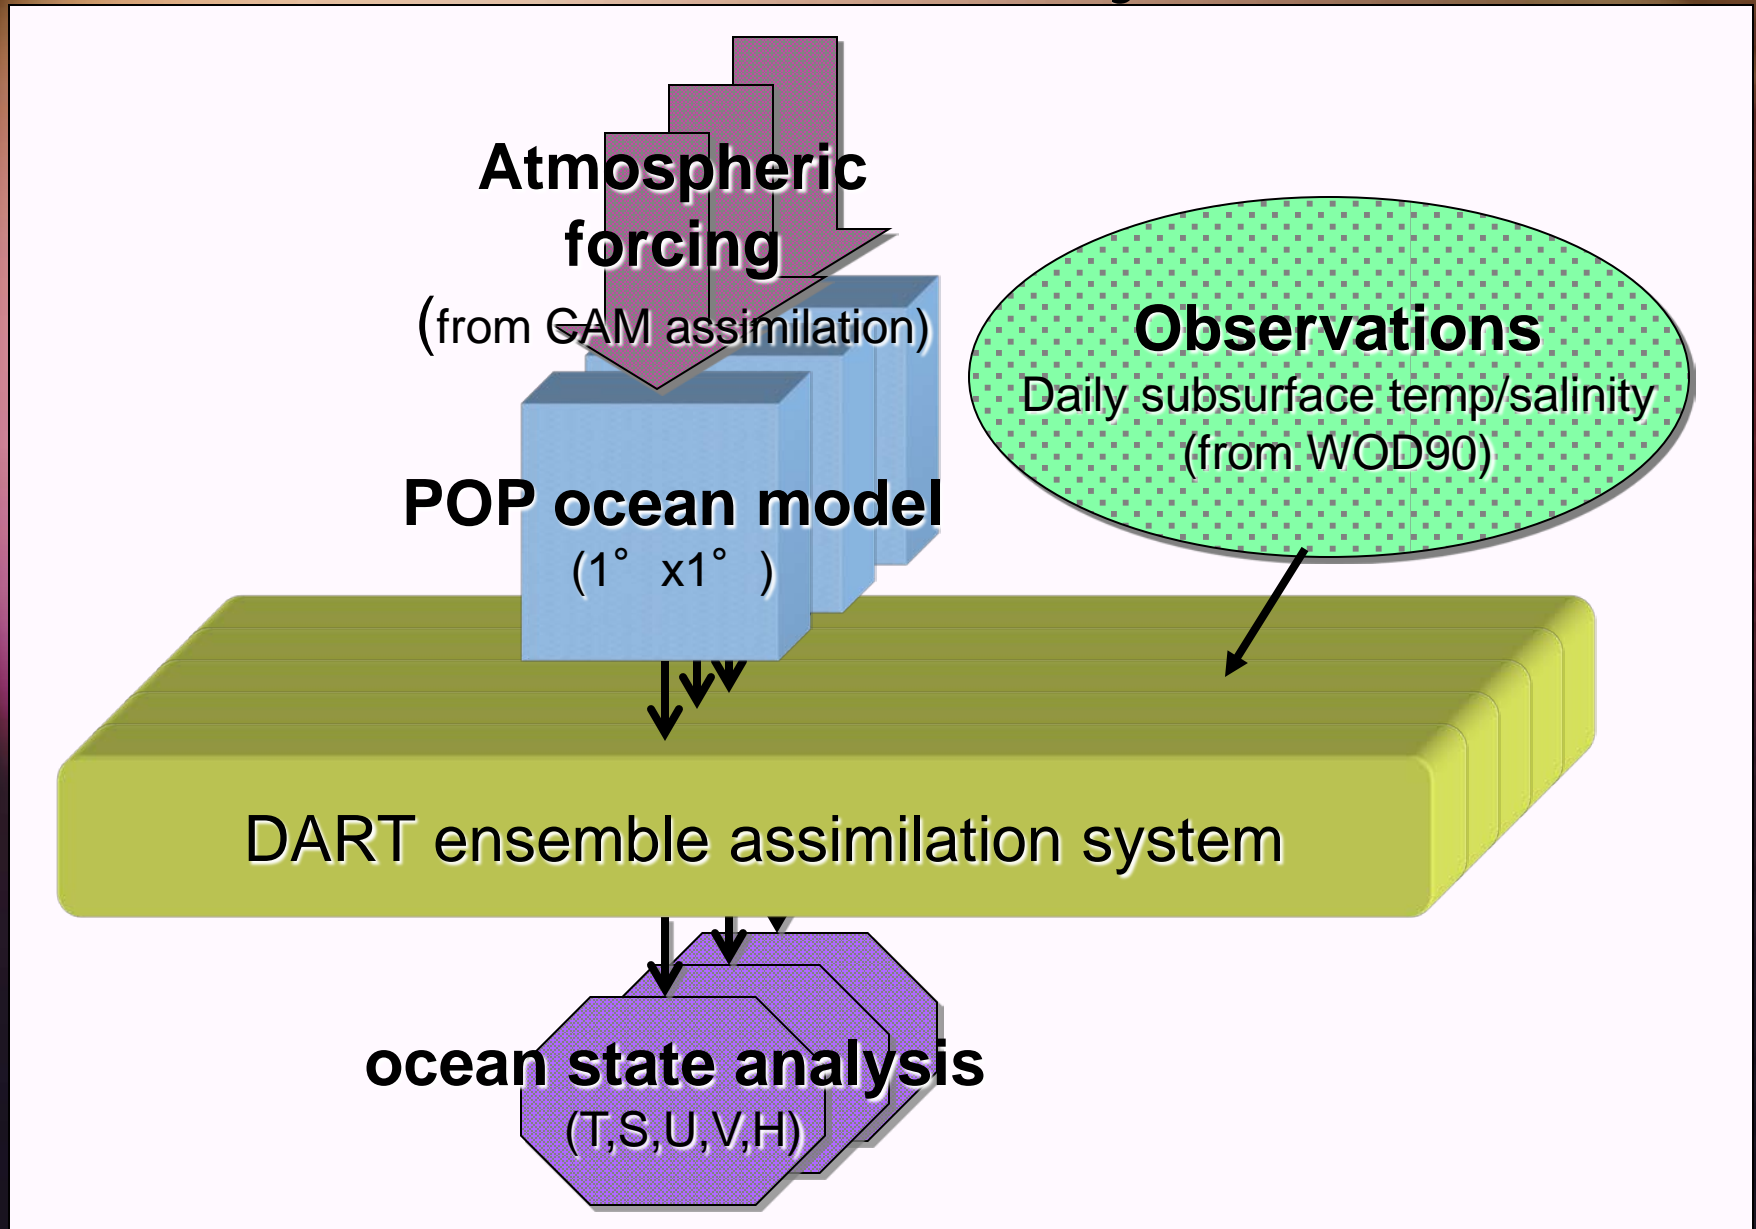 Atmospheric
forcing
(from CAM assimilation)
Observations
Daily subsurface temp/salinity
(from WOD90)
POP ocean model
(1° x1° )
DART ensemble assimilation system
ocean state analysis
(T,S,U,V,H)